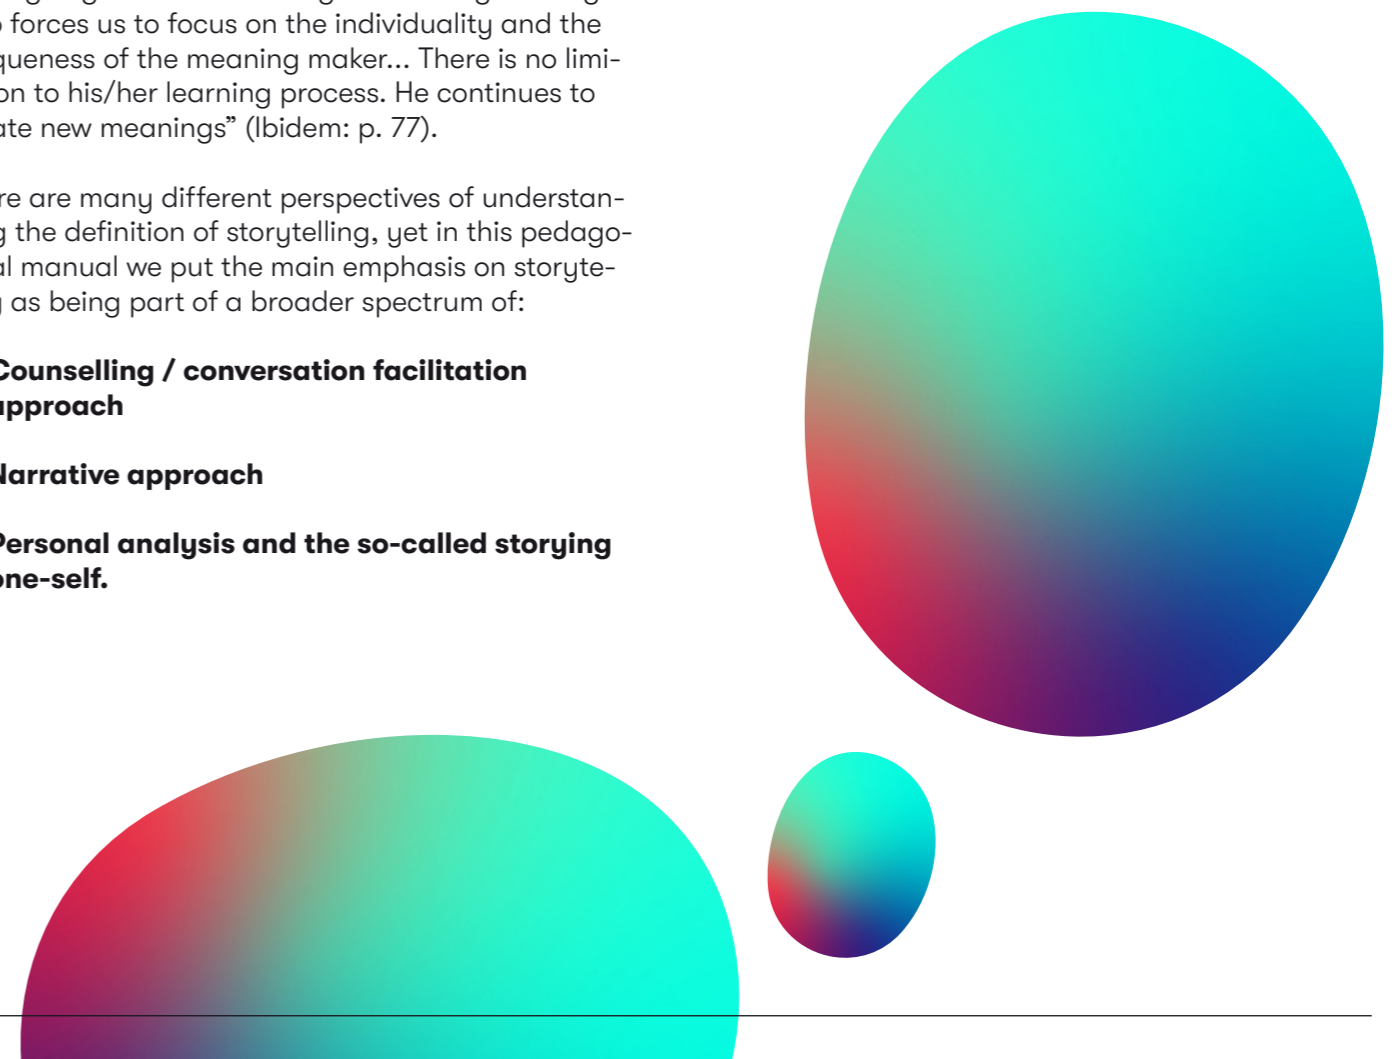 forces us to focus on the individuality and the
queness of the meaning maker... There is no limi-
on to his/her learning process. He continues to
ate new meanings” (Ibidem: p. 77).
re are many different perspectives of understan-
g the definition of storytelling, yet in this pedago-
al manual we put the main emphasis on storyte-
as being part of a broader spectrum of:
Counselling / conversation facilitation
approach
Narrative approach
Personal analysis and the so-called storying
one-self.